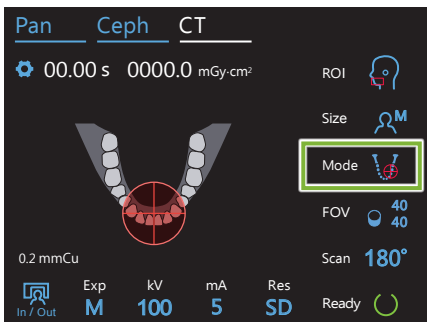 Pan Ceph CT
00.00 s 0000.0 mGy·cm²
ROI
Size M
Mode
FOV 40
40
0.2 mmCu
Scan 180°
Exp kV mA Res
In / Out M 100 5 SD
Ready